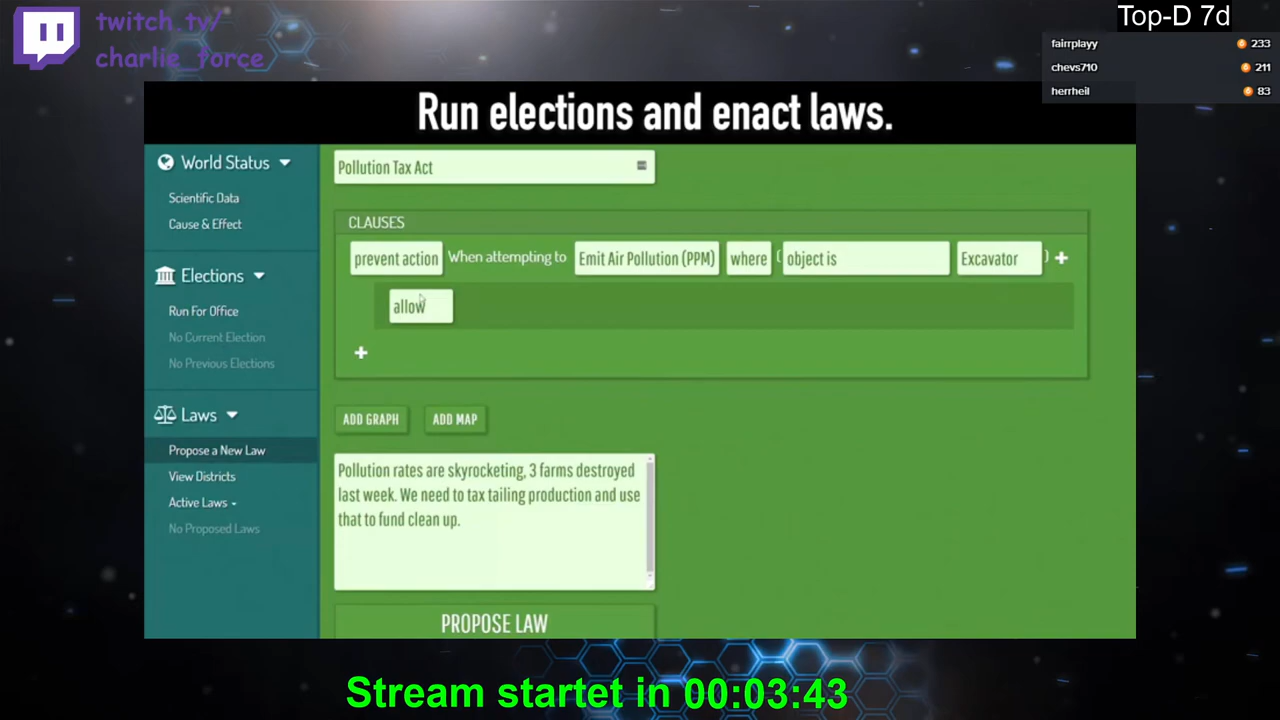 twitch.tv/
charlie_force
Top-D 7d
fairrplayy 233
chevs710 211
herrheil 83
Run elections and enact laws.
World Status
Scientific Data
Cause & Effect
Elections
Run For Office
No Current Election
No Previous Elections
Laws
Propose a New Law
View Districts
Active Laws
No Proposed Laws
Pollution Tax Act
CLAUSES
prevent action When attempting to Emit Air Pollution (PPM) where ( object is Excavator ) +
allow
+
ADD GRAPH ADD MAP
Pollution rates are skyrocketing, 3 farms destroyed
last week. We need to tax tailing production and use
that to fund clean up.
PROPOSE LAW
Stream startet in 00:03:43